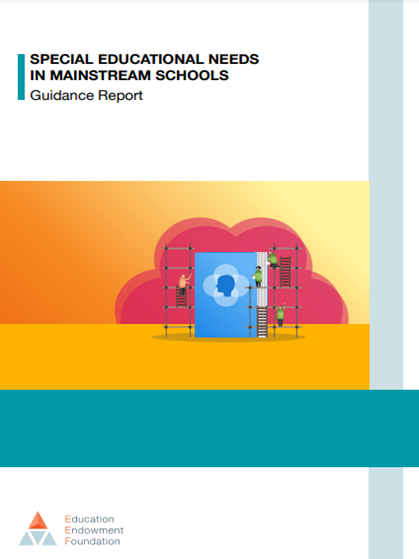 SPECIAL EDUCATIONAL NEEDS
IN MAINSTREAM SCHOOLS
Guidance Report
Education
Endowment
Foundation